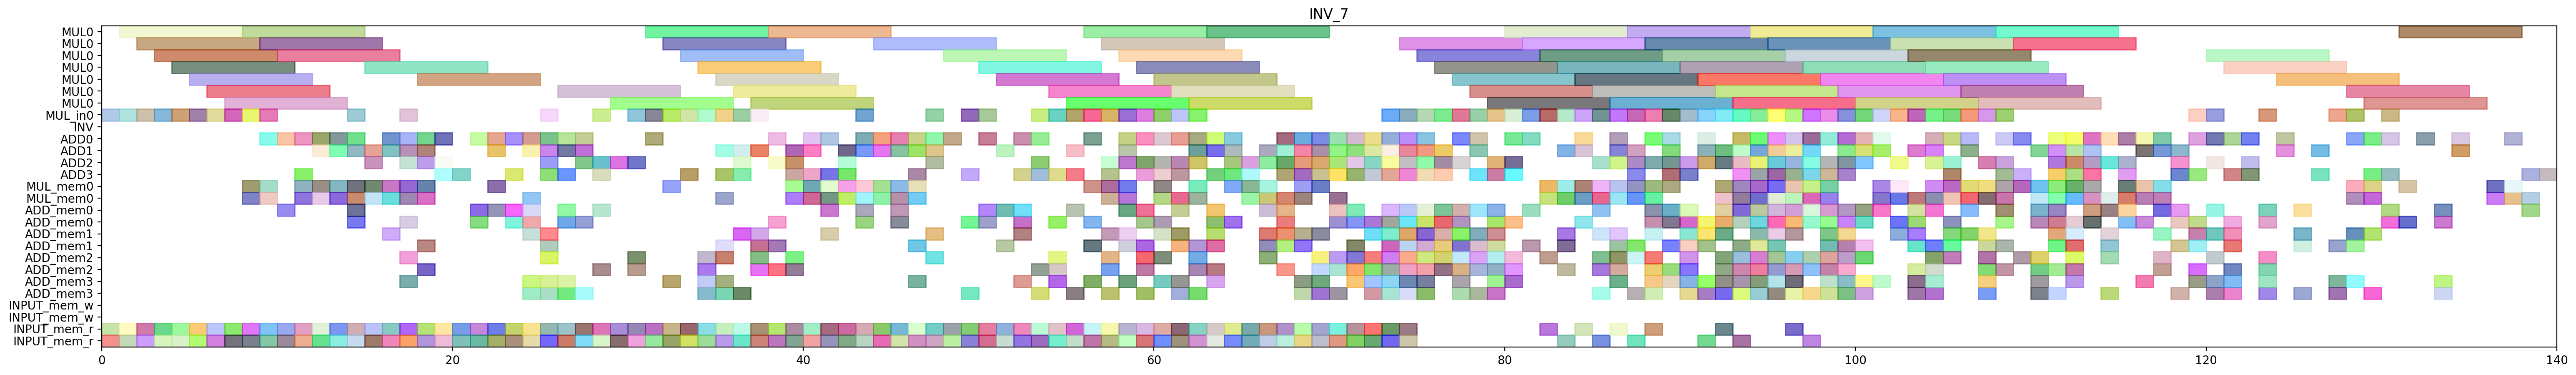 INV_7
MUL0
MUL0
MUL0
MUL0
MUL0
MUL0
MUL0
MUL_in0
INV
ADD0
ADD1
ADD2
ADD3
MUL_mem0
MUL_mem0
ADD_mem0
ADD_mem0
ADD_mem1
ADD_mem1
ADD_mem2
ADD_mem2
ADD_mem3
ADD_mem3
INPUT_mem_w
INPUT_mem_w
INPUT_mem_r
INPUT_mem_r
0 20 40 60 80 100 120 140